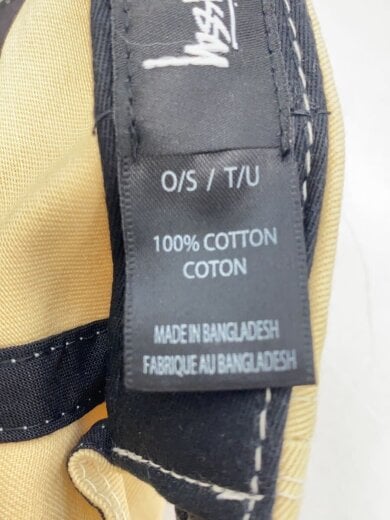 O/S / T/U
100% COTTON
COTON
MADE IN BANGLADESH
FABRIQUE AU BANGLADESH